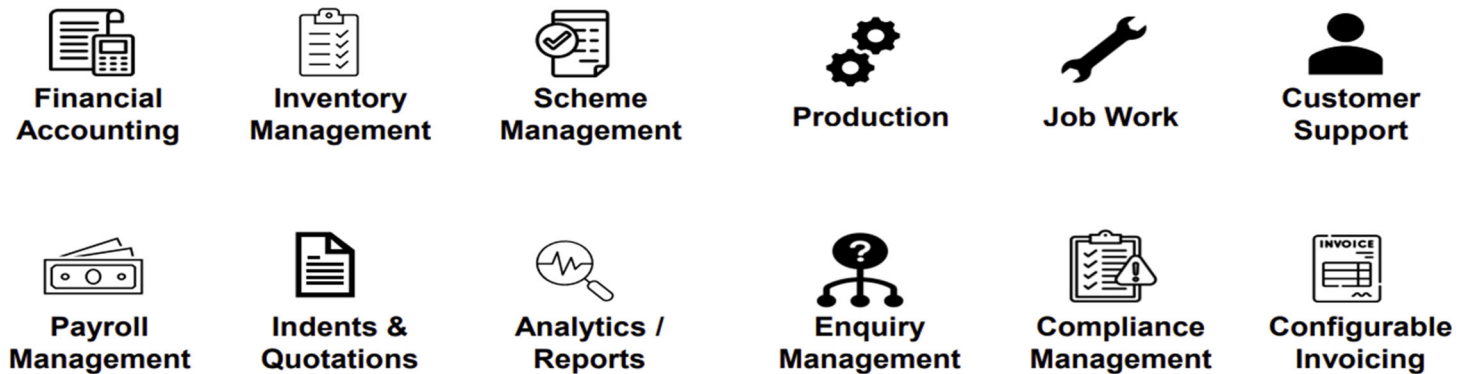 Financial
Accounting
Inventory
Management
Scheme
Management
Production
Job Work
Customer
Support
Payroll
Management
Indents &
Quotations
Analytics /
Reports
Enquiry
Management
Compliance
Management
INVOICE
Configurable
Invoicing